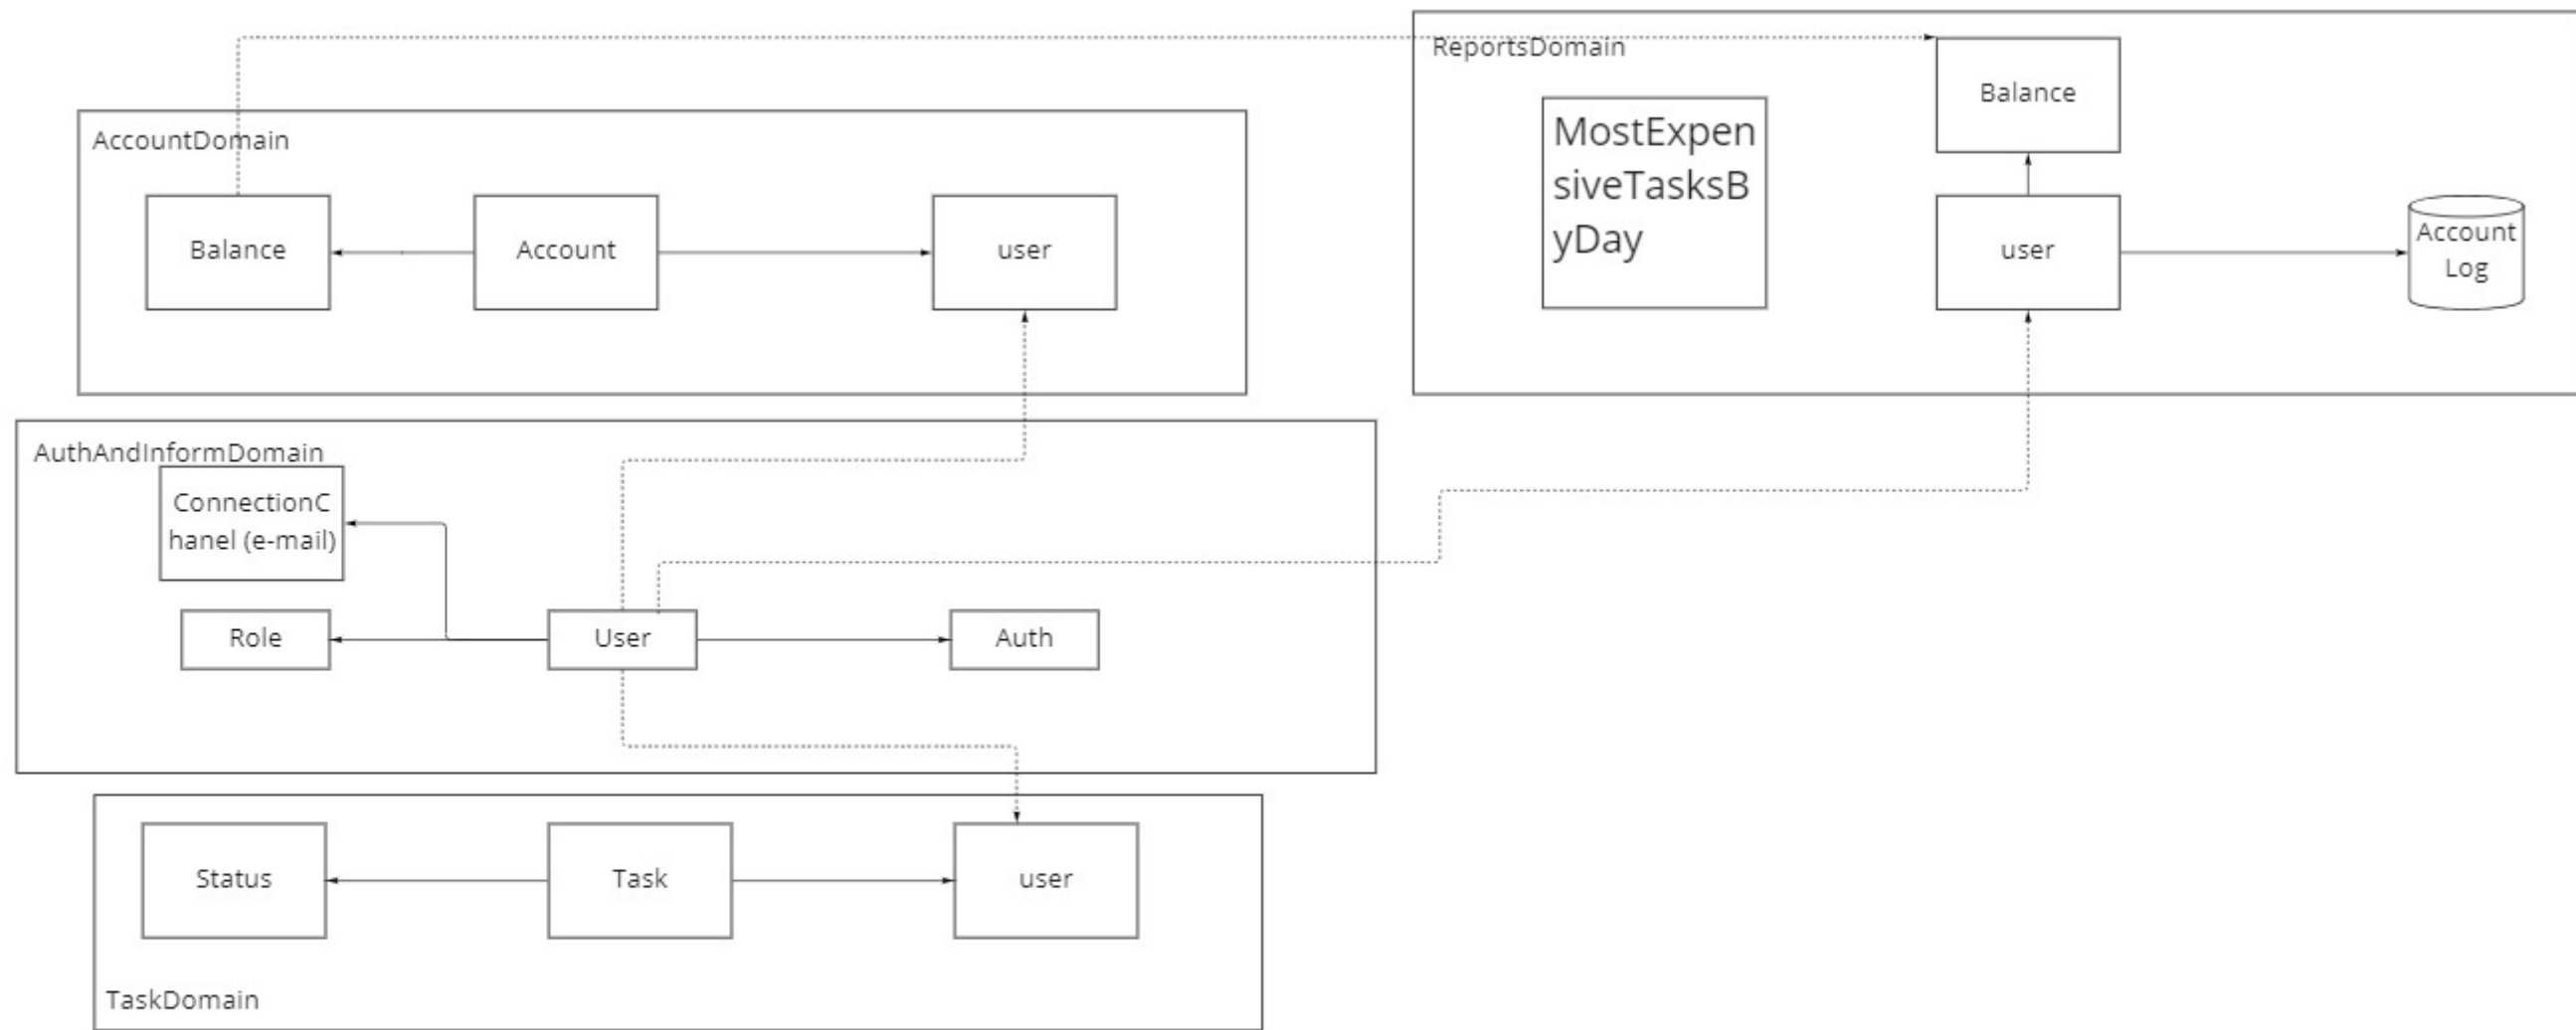 ReportsDomain
Balance
MostExpen
siveTasksB
yDay
user
Account
Log
AccountDomain
Balance
Account
user
AuthAndInformDomain
ConnectionC
hanel (e-mail)
Role
User
Auth
Status
Task
user
TaskDomain